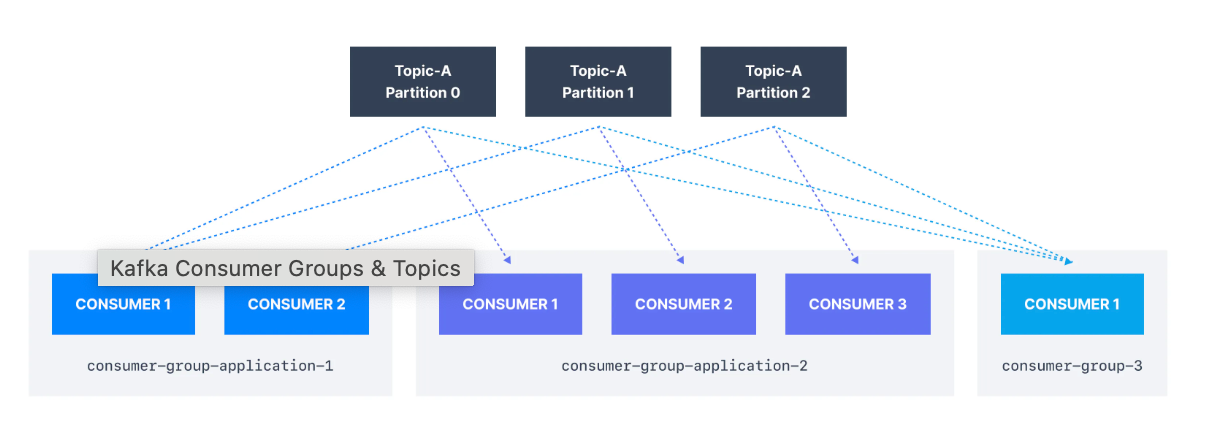 Topic-A
Partition 0
Topic-A
Partition 1
Topic-A
Partition 2
Kafka Consumer Groups & Topics
CONSUMER 1
CONSUMER 2
consumer-group-application-1
CONSUMER 1
CONSUMER 2
CONSUMER 3
consumer-group-application-2
CONSUMER 1
consumer-group-3